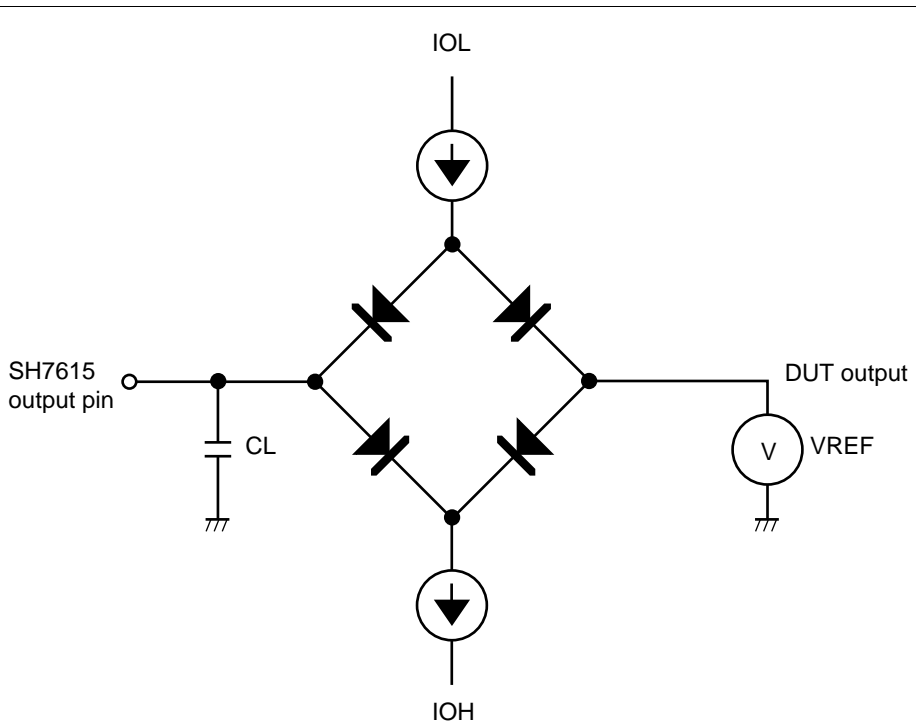 IOL
SH7615
output pin
CL
DUT output
V
VREF
IOH